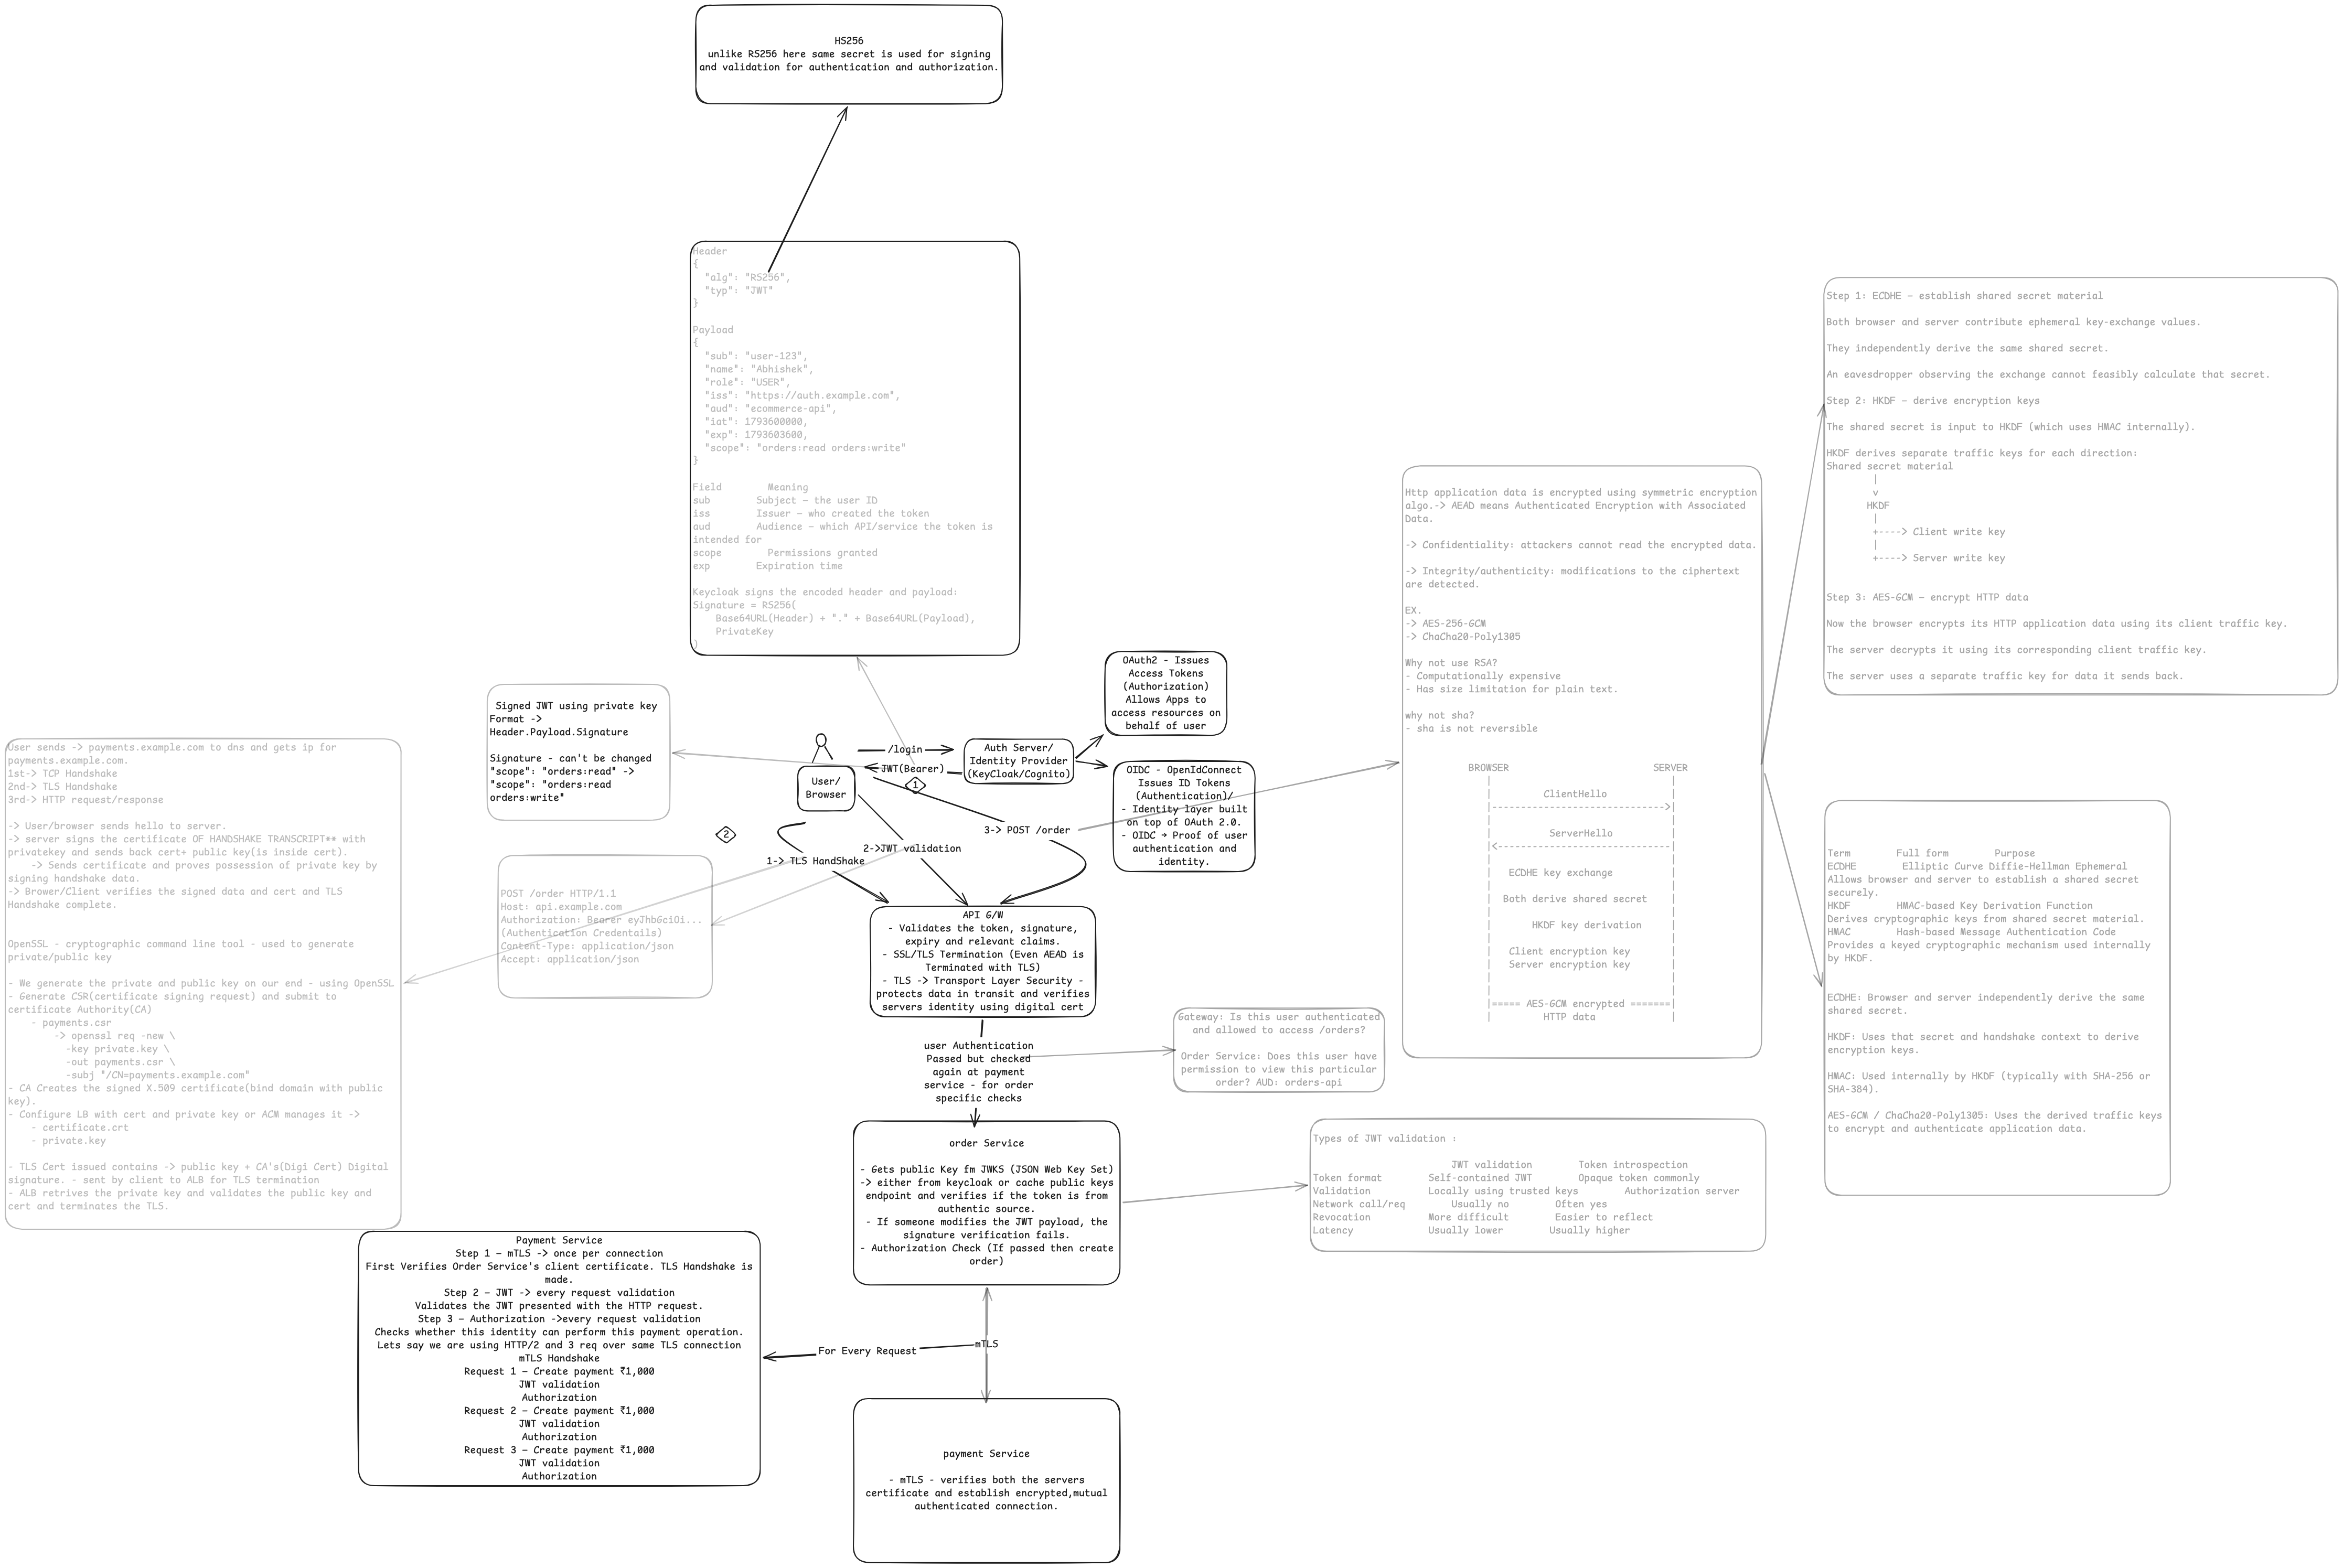 HS256
unlike RS256 here same secret is used for signing
and validation for authentication and authorization.
Header
{
"alg": "RS256",
"typ": "JWT"
}
Payload
{
"sub": "user-123",
"name": "Abhishek",
"role": "USER",
"iss": "https://auth.example.com",
"aud": "ecommerce-api",
"iat": 1793600000,
"exp": 1793603600,
"scope": "orders:read orders:write"
}
Field Meaning
sub Subject – the user ID
iss Issuer – who created the token
aud Audience – which API/service the token is
intended for
scope Permissions granted
exp Expiration time
Keycloak signs the encoded header and payload:
Signature = RS256(
Base64URL(Header) + "." + Base64URL(Payload),
PrivateKey
)
Signed JWT using private key
Format ->
Header.Payload.Signature
Signature - can't be changed
"scope": "orders:read" ->
"scope": "orders:read
orders:write"
User/
Browser
/login
JWT(Bearer)
1
Auth Server/
Identity Provider
(KeyCloak/Cognito)
OAuth2 - Issues
Access Tokens
(Authorization)
Allows Apps to
access resources on
behalf of user
OIDC - OpenIdConnect
Issues ID Tokens
(Authentication)/
- Identity layer built
on top of OAuth 2.0.
- OIDC → Proof of user
authentication and
identity.
2
1-> TLS HandShake
2->JWT validation
3-> POST /order
User sends -> payments.example.com to dns and gets ip for
payments.example.com.
1st-> TCP Handshake
2nd-> TLS Handshake
3rd-> HTTP request/response
-> User/browser sends hello to server.
-> server signs the certificate OF HANDSHAKE TRANSCRIPT** with
privatekey and sends back cert+ public key(is inside cert).
-> Sends certificate and proves possession of private key by
signing handshake data.
-> Brower/Client verifies the signed data and cert and TLS
Handshake complete.
OpenSSL - cryptographic command line tool - used to generate
private/public key
- We generate the private and public key on our end - using OpenSSL
- Generate CSR(certificate signing request) and submit to
certificate Authority(CA)
- payments.csr
-> openssl req -new \
-key private.key \
-out payments.csr \
-subj "/CN=payments.example.com"
- CA Creates the signed X.509 certificate(bind domain with public
key).
- Configure LB with cert and private key or ACM manages it ->
- certificate.crt
- private.key
- TLS Cert issued contains -> public key + CA's(Digi Cert) Digital
signature. - sent by client to ALB for TLS termination
- ALB retrives the private key and validates the public key and
cert and terminates the TLS.
POST /order HTTP/1.1
Host: api.example.com
Authorization: Bearer eyJhbGciOi...
(Authentication Credentails)
Content-Type: application/json
Accept: application/json
API G/W
- Validates the token, signature,
expiry and relevant claims.
- SSL/TLS Termination (Even AEAD is
Terminated with TLS)
- TLS -> Transport Layer Security -
protects data in transit and verifies
servers identity using digital cert
user Authentication
Passed but checked
again at payment
service - for order
specific checks
Gateway: Is this user authenticated
and allowed to access /orders?
Order Service: Does this user have
permission to view this particular
order? AUD: orders-api
order Service
- Gets public Key fm JWKS (JSON Web Key Set)
-> either from keycloak or cache public keys
endpoint and verifies if the token is from
authentic source.
- If someone modifies the JWT payload, the
signature verification fails.
- Authorization Check (If passed then create
order)
Types of JWT validation :
JWT validation Token introspection
Token format Self-contained JWT Opaque token commonly
Validation Locally using trusted keys Authorization server
Network call/req Usually no Often yes
Revocation More difficult Easier to reflect
Latency Usually lower Usually higher
mTLS
For Every Request
Payment Service
Step 1 – mTLS -> once per connection
First Verifies Order Service's client certificate. TLS Handshake is
made.
Step 2 – JWT -> every request validation
Validates the JWT presented with the HTTP request.
Step 3 – Authorization ->every request validation
Checks whether this identity can perform this payment operation.
Lets say we are using HTTP/2 and 3 req over same TLS connection
mTLS Handshake
Request 1 – Create payment ₹1,000
JWT validation
Authorization
Request 2 – Create payment ₹1,000
JWT validation
Authorization
Request 3 – Create payment ₹1,000
JWT validation
Authorization
payment Service
- mTLS - verifies both the servers
certificate and establish encrypted,mutual
authenticated connection.
Http application data is encrypted using symmetric encryption
algo.-> AEAD means Authenticated Encryption with Associated
Data.
-> Confidentiality: attackers cannot read the encrypted data.
-> Integrity/authenticity: modifications to the ciphertext
are detected.
EX.
-> AES-256-GCM
-> ChaCha20-Poly1305
Why not use RSA?
- Computationally expensive
- Has size limitation for plain text.
why not sha?
- sha is not reversible
BROWSER SERVER
ClientHello
ServerHello
ECDHE key exchange
Both derive shared secret
HKDF key derivation
Client encryption key
Server encryption key
|===== AES-GCM encrypted =======|
HTTP data
Step 1: ECDHE – establish shared secret material
Both browser and server contribute ephemeral key-exchange values.
They independently derive the same shared secret.
An eavesdropper observing the exchange cannot feasibly calculate that secret.
Step 2: HKDF – derive encryption keys
The shared secret is input to HKDF (which uses HMAC internally).
HKDF derives separate traffic keys for each direction:
Shared secret material
|
v
HKDF
|
+----> Client write key
|
+----> Server write key
Step 3: AES-GCM – encrypt HTTP data
Now the browser encrypts its HTTP application data using its client traffic key.
The server decrypts it using its corresponding client traffic key.
The server uses a separate traffic key for data it sends back.
Term Full form Purpose
ECDHE Elliptic Curve Diffie-Hellman Ephemeral
Allows browser and server to establish a shared secret
securely.
HKDF HMAC-based Key Derivation Function
Derives cryptographic keys from shared secret material.
HMAC Hash-based Message Authentication Code
Provides a keyed cryptographic mechanism used internally
by HKDF.
ECDHE: Browser and server independently derive the same
shared secret.
HKDF: Uses that secret and handshake context to derive
encryption keys.
HMAC: Used internally by HKDF (typically with SHA-256 or
SHA-384).
AES-GCM / ChaCha20-Poly1305: Uses the derived traffic keys
to encrypt and authenticate application data.